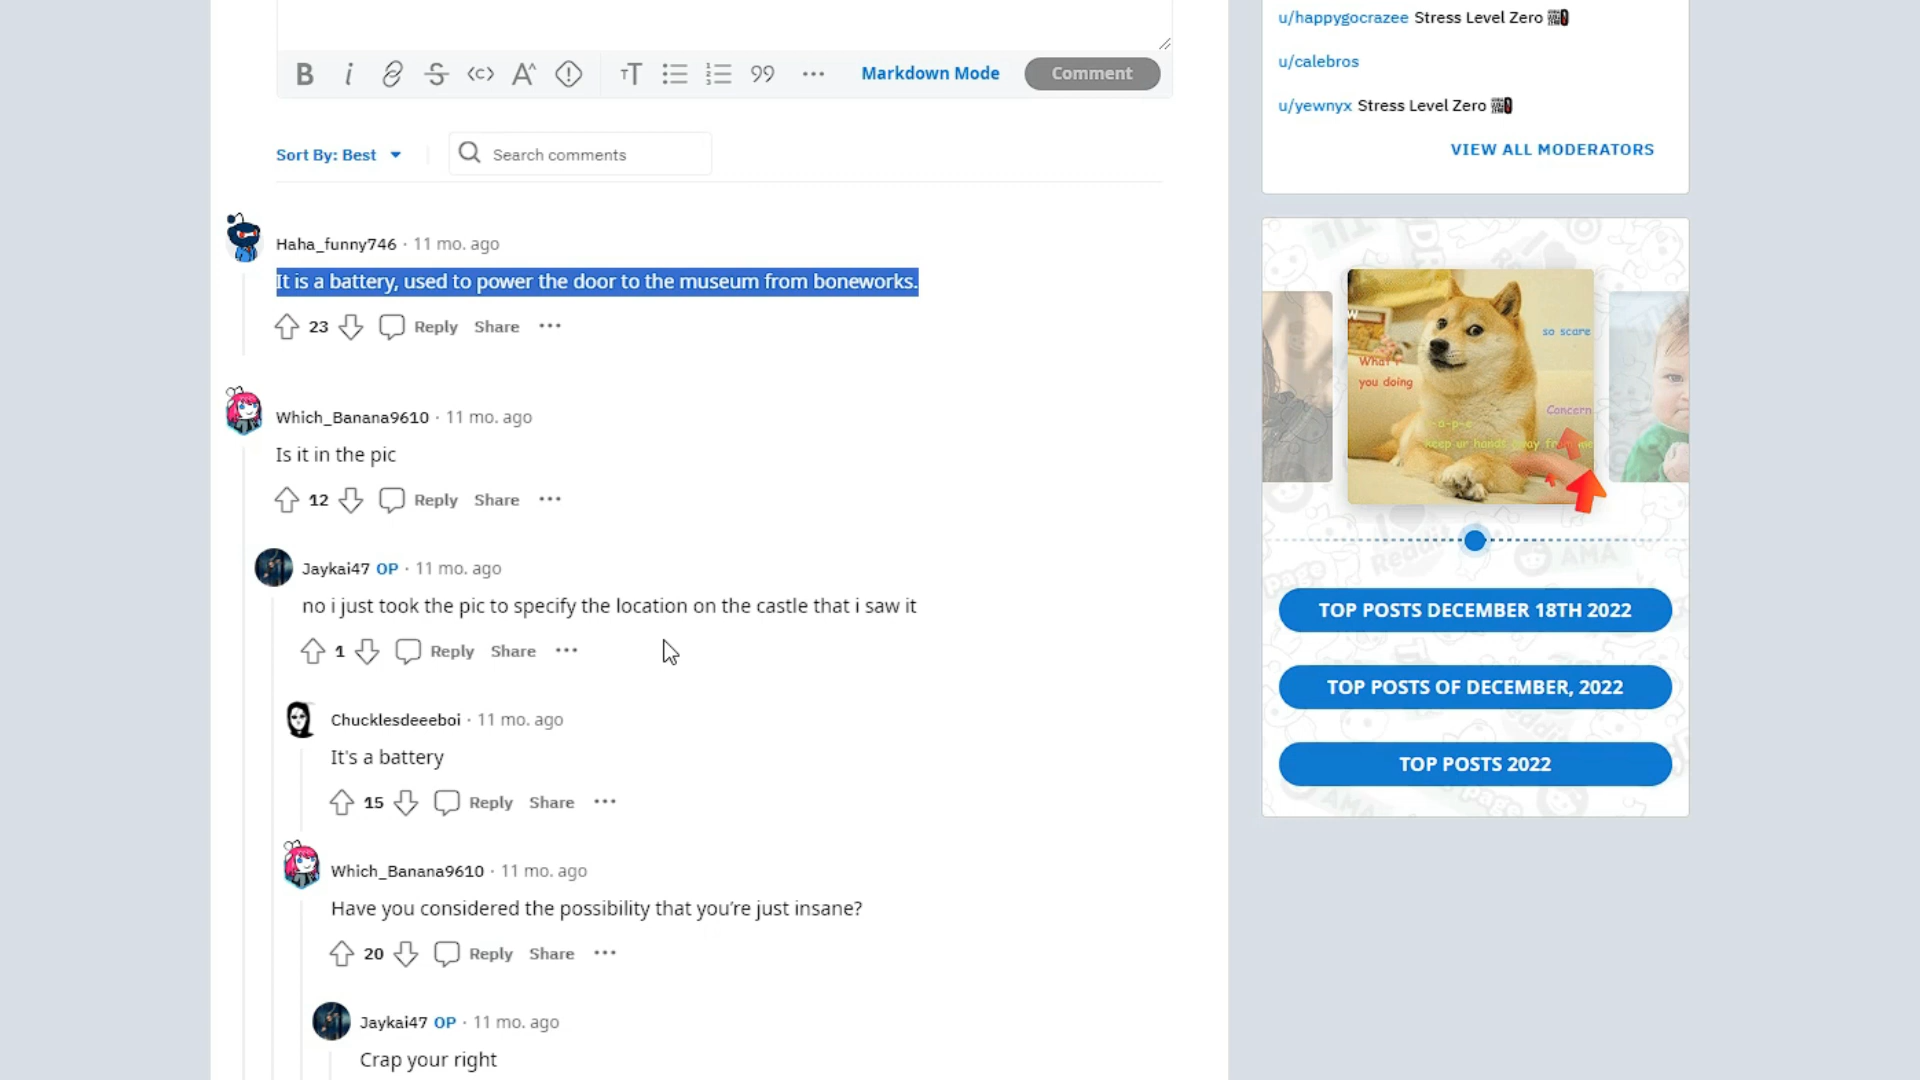 u/happygocrazee Stress Level Zero
u/calebros
u/yewnyx Stress Level Zero
VIEW ALL MODERATORS
Markdown Mode
Comment
Sort By: Best
Search comments
Haha_funny746 · 11 mo. ago
It is a battery, used to power the door to the museum from boneworks.
23 Reply Share
Which_Banana9610 · 11 mo. ago
Is it in the pic
12 Reply Share
Jaykai47 OP · 11 mo. ago
no i just took the pic to specify the location on the castle that i saw it
1 Reply Share
Chucklesdeeeboi · 11 mo. ago
It's a battery
15 Reply Share
Which_Banana9610 · 11 mo. ago
Have you considered the possibility that you’re just insane?
20 Reply Share
Jaykai47 OP · 11 mo. ago
Crap your right
so scare
What r
you doing
Concern
keep ur hands away from me
TOP POSTS DECEMBER 18TH 2022
TOP POSTS OF DECEMBER, 2022
TOP POSTS 2022